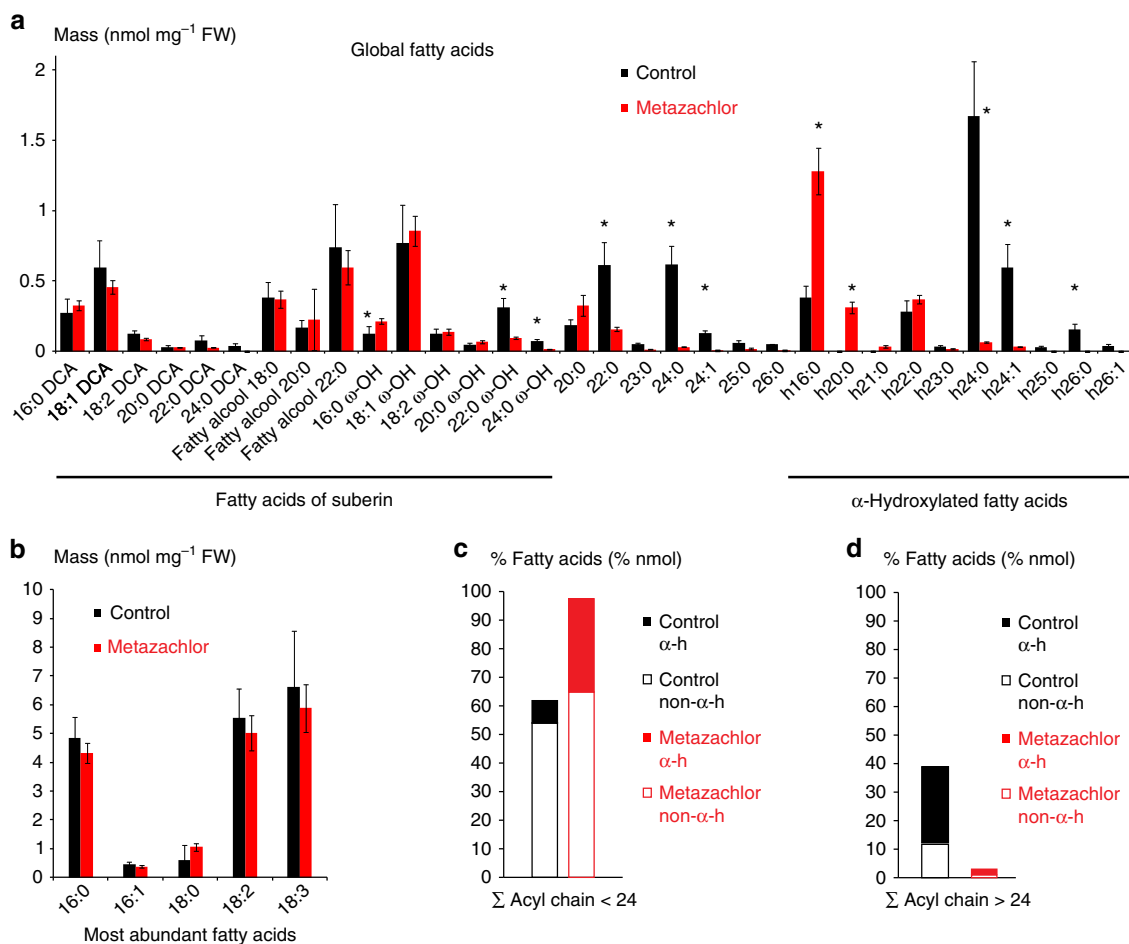 a
Mass (nmol mg⁻¹ FW)
Global fatty acids
Control
Metazachlor
2
1.5
1
0.5
0
* * * * * * * * * * *
16:0 DCA
18:1 DCA
18:2 DCA
20:0 DCA
22:0 DCA
24:0 DCA
Fatty alcool 18:0
Fatty alcool 20:0
Fatty alcool 22:0
16:0 ω-OH
18:1 ω-OH
18:2 ω-OH
20:0 ω-OH
22:0 ω-OH
24:0 ω-OH
20:0
22:0
23:0
24:0
24:1
25:0
26:0
h16:0
h20:0
h21:0
h22:0
h23:0
h24:0
h24:1
h25:0
h26:0
h26:1
Fatty acids of suberin
α-Hydroxylated fatty acids
b
Mass (nmol mg⁻¹ FW)
10
9
8
7
6
5
4
3
2
1
0
Control
Metazachlor
16:0
16:1
18:0
18:2
18:3
Most abundant fatty acids
c
% Fatty acids (% nmol)
100
90
80
70
60
50
40
30
20
10
0
Control
α-h
Control
non-α-h
Metazachlor
α-h
Metazachlor
non-α-h
Σ Acyl chain < 24
d
% Fatty acids (% nmol)
100
90
80
70
60
50
40
30
20
10
0
Control
α-h
Control
non-α-h
Metazachlor
α-h
Metazachlor
non-α-h
Σ Acyl chain > 24